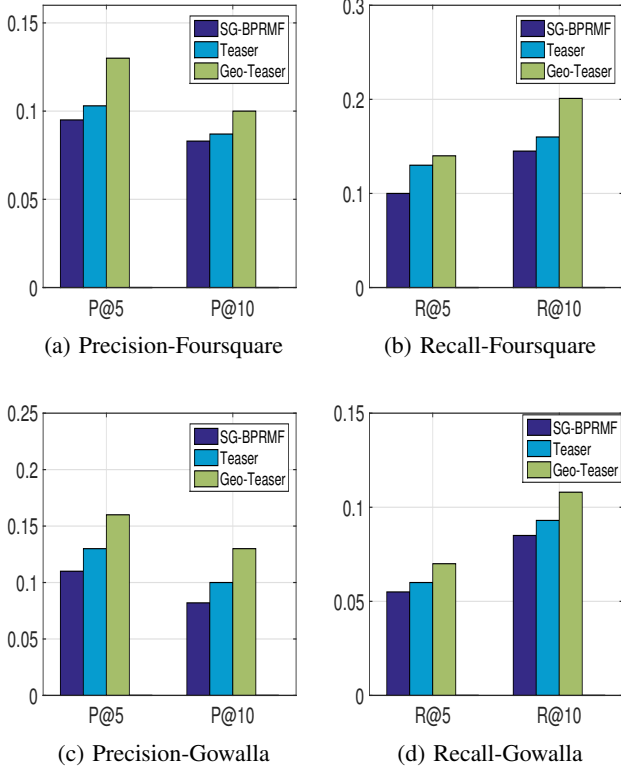 0.15
0.1
0.05
0
SG-BPRMF
Teaser
Geo-Teaser
P@5
P@10
(a) Precision-Foursquare
0.3
0.2
0.1
0
SG-BPRMF
Teaser
Geo-Teaser
R@5
R@10
(b) Recall-Foursquare
0.25
0.2
0.15
0.1
0.05
0
SG-BPRMF
Teaser
Geo-Teaser
P@5
P@10
(c) Precision-Gowalla
0.15
0.1
0.05
0
SG-BPRMF
Teaser
Geo-Teaser
R@5
R@10
(d) Recall-Gowalla